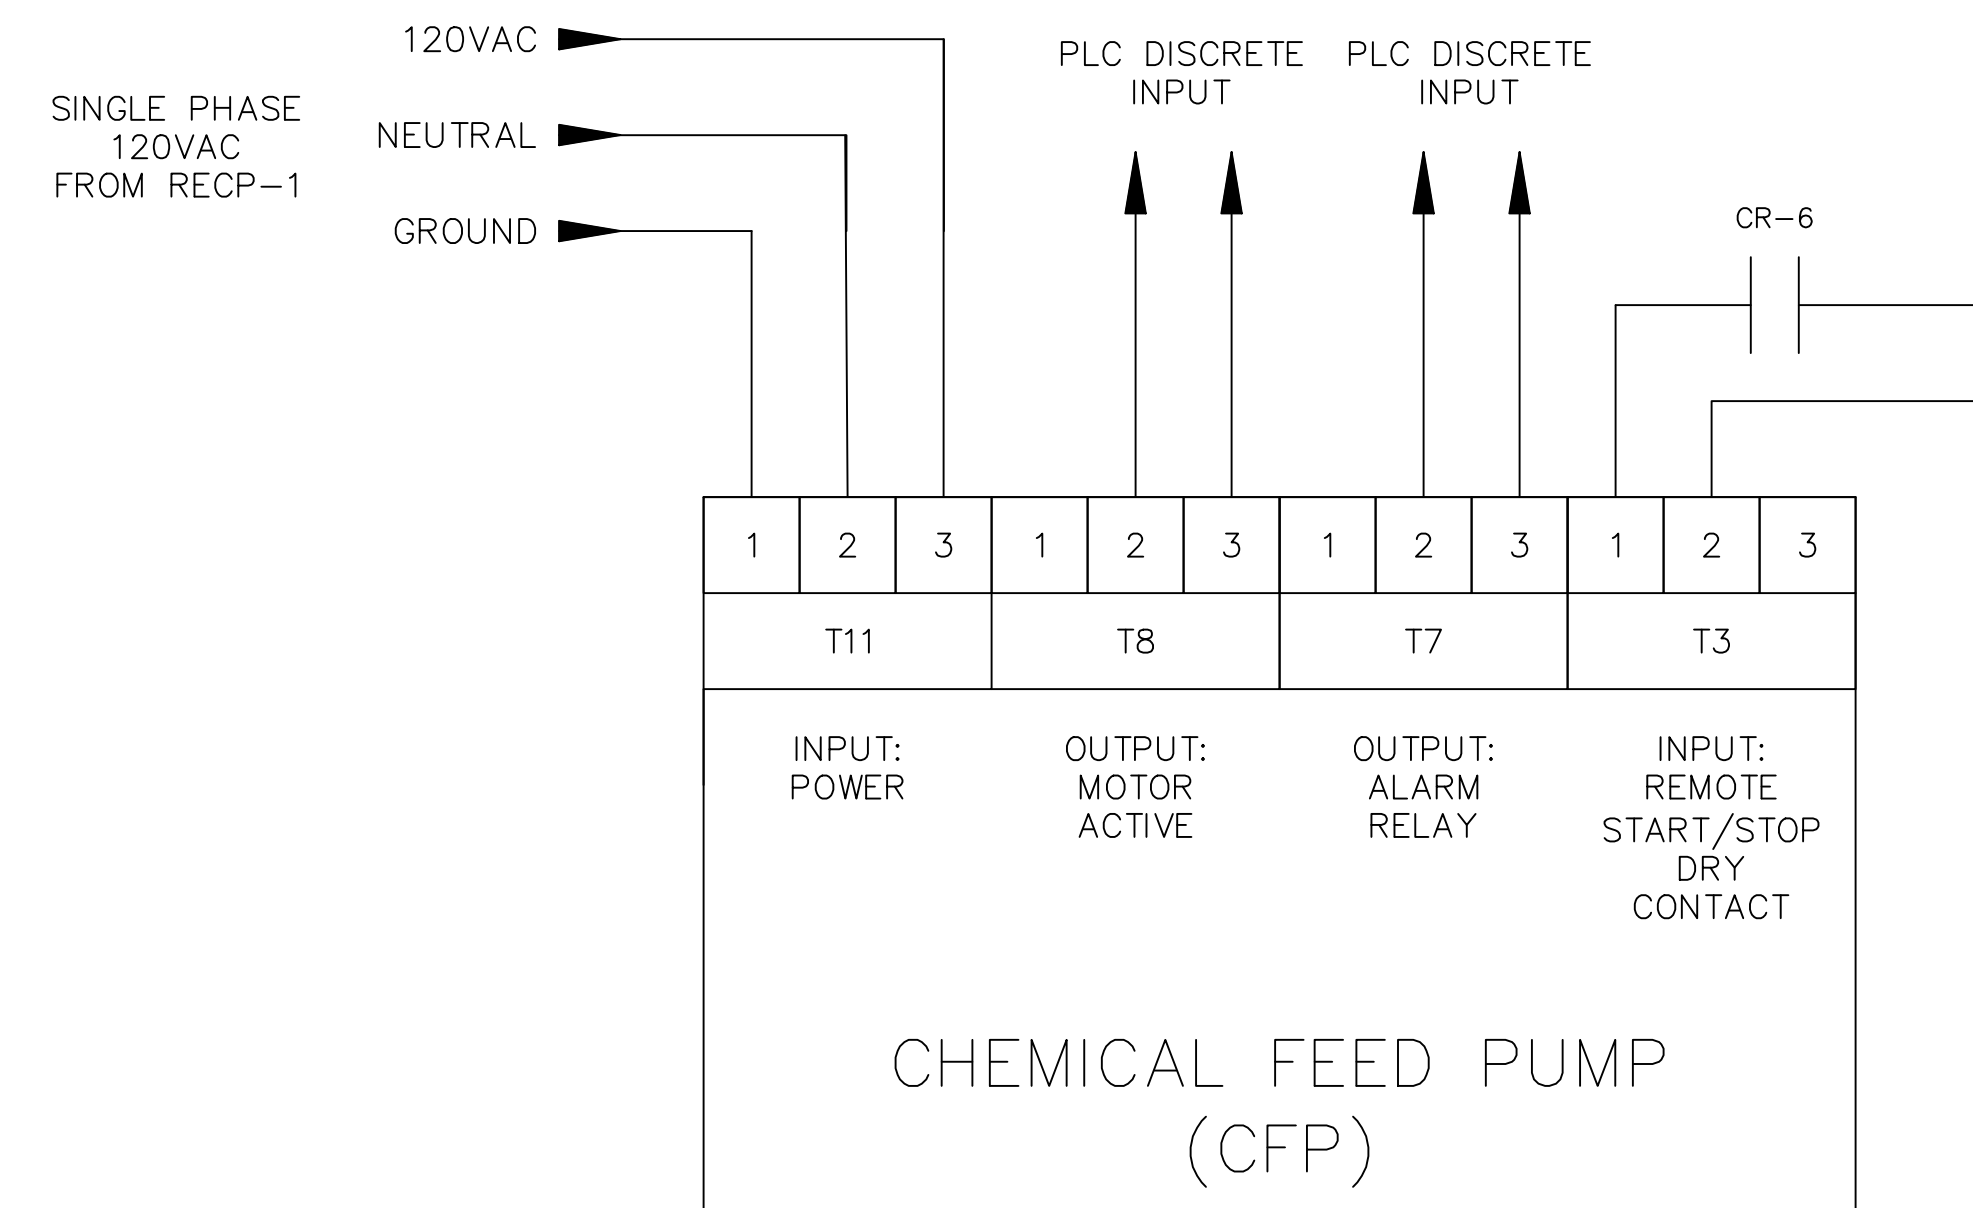 120VAC
SINGLE PHASE
120VAC
FROM RECP-1
NEUTRAL
GROUND
PLC DISCRETE
INPUT
PLC DISCRETE
INPUT
CR-6
1 2 3 1 2 3 1 2 3 1 2 3
T11 T8 T7 T3
INPUT:
POWER
OUTPUT:
MOTOR
ACTIVE
OUTPUT:
ALARM
RELAY
INPUT:
REMOTE
START/STOP
DRY
CONTACT
CHEMICAL FEED PUMP
(CFP)